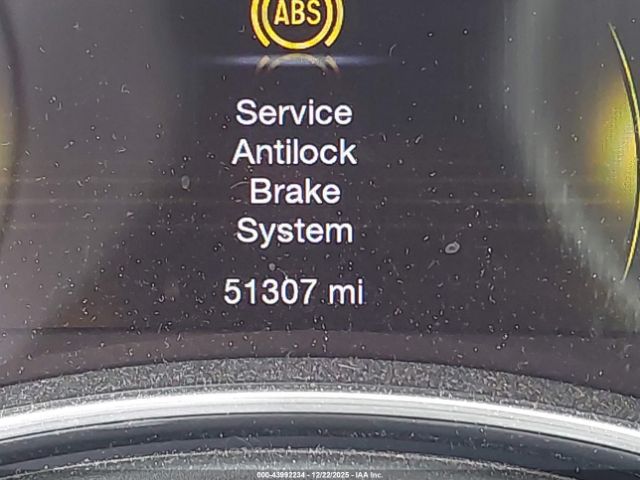 ABS
Service
Antilock
Brake
System
51307 mi
000-43992234 - 12/22/2025 - IAA Inc.